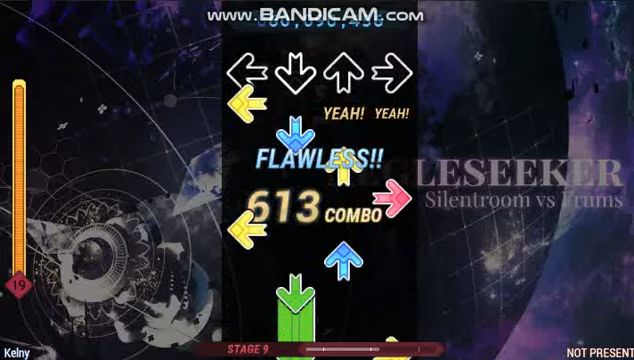 WWW.BANDICAM.COM
YEAH! YEAH!
FLAWLESS!!
LESEEKER
613 COMBO
Silentroom vs
19
Kelny
STAGE 9
NOT PRESENT